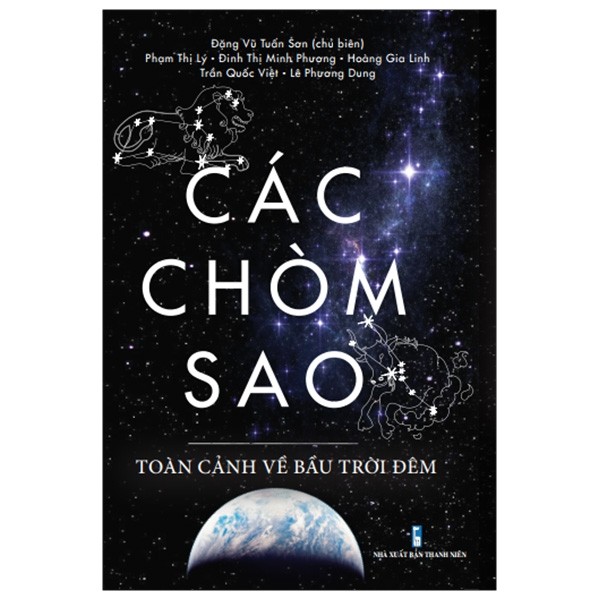 Đặng Vũ Tuấn Sơn (chủ biên)
Phạm Thị Lý • Đinh Thị Minh Phượng • Hoàng Gia Linh
Trần Quốc Việt • Lê Phương Dung
CÁC
CHÒM
SAO
TOÀN CẢNH VỀ BẦU TRỜI ĐÊM
NHÀ XUẤT BẢN THANH NIÊN